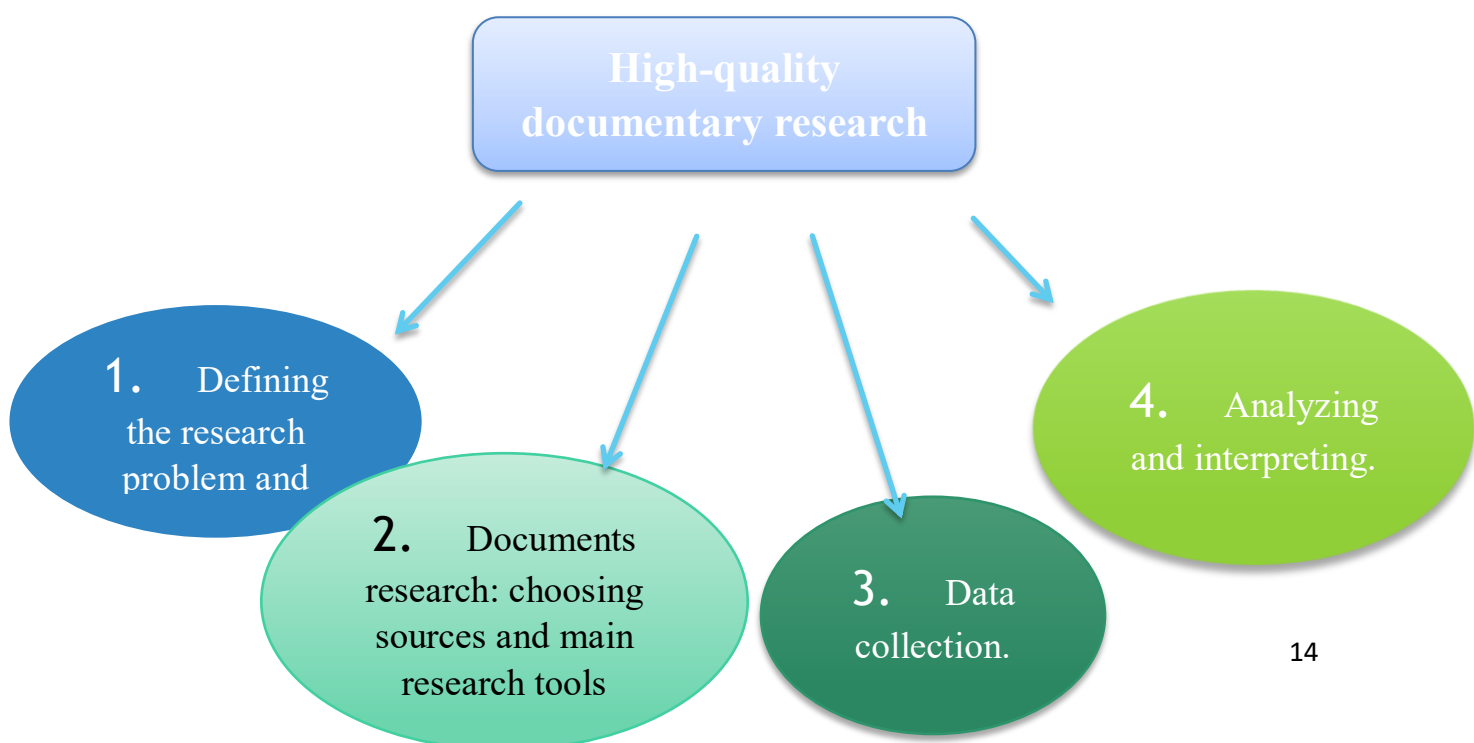 High-quality
documentary research
1. Defining
the research
problem and
2. Documents
research: choosing
sources and main
research tools
3. Data
collection.
4. Analyzing
and interpreting.
14